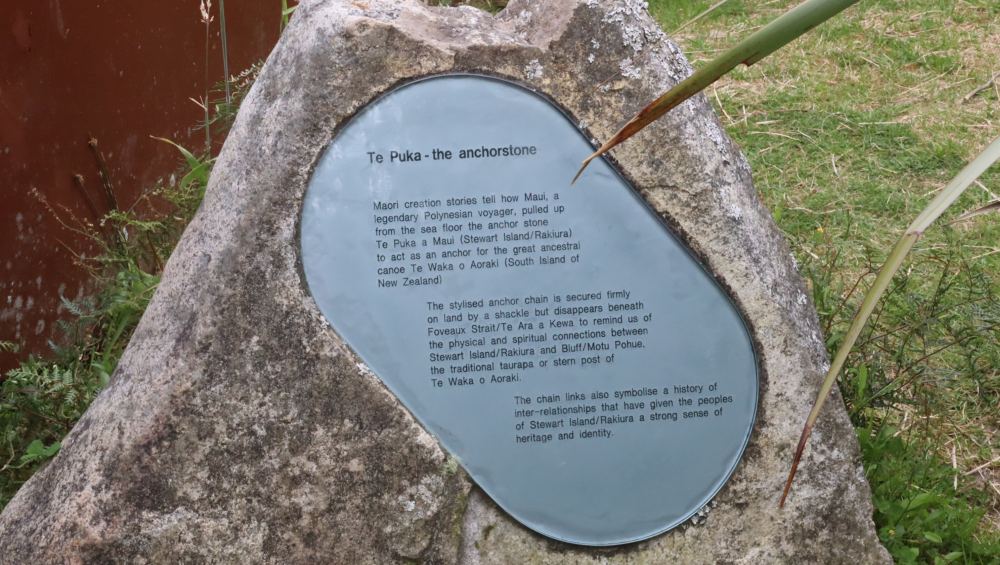 Te Puka - the anchorstone
Maori creation stories tell how Maui, a
legendary Polynesian voyager, pulled up
from the sea floor the anchor stone
Te Puka a Maui (Stewart Island/Rakiura)
to act as an anchor for the great ancestral
canoe Te Waka o Aoraki (South Island of
New Zealand)
The stylised anchor chain is secured firmly
on land by a shackle but disappears beneath
Foveaux Strait/Te Ara a Kewa to remind us of
the physical and spiritual connections between
Stewart Island/Rakiura and Bluff/Motu Pohue,
the traditional taurapa or stern post of
Te Waka o Aoraki.
The chain links also symbolise a history of
inter-relationships that have given the peoples
of Stewart Island/Rakiura a strong sense of
heritage and identity.